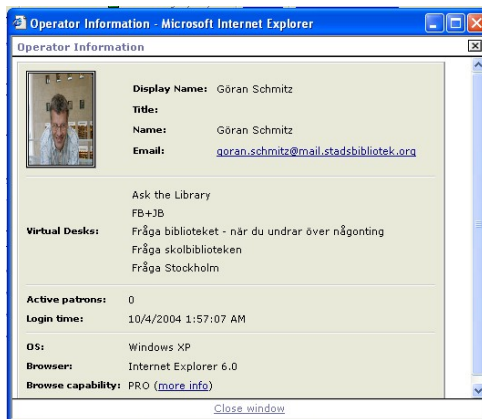 Operator Information - Microsoft Internet Explorer
Operator Information
Display Name: Göran Schmitz
Title:
Name: Göran Schmitz
Email: goran.schmitz@mail.stadsbibliotek.org
Ask the Library
FB+JB
Virtual Desks: Fråga biblioteket - när du undrar över någonting
Fråga skolbiblioteken
Fråga Stockholm
Active patrons: 0
Login time: 10/4/2004 1:57:07 AM
OS: Windows XP
Browser: Internet Explorer 6.0
Browse capability: PRO (more info)
Close window